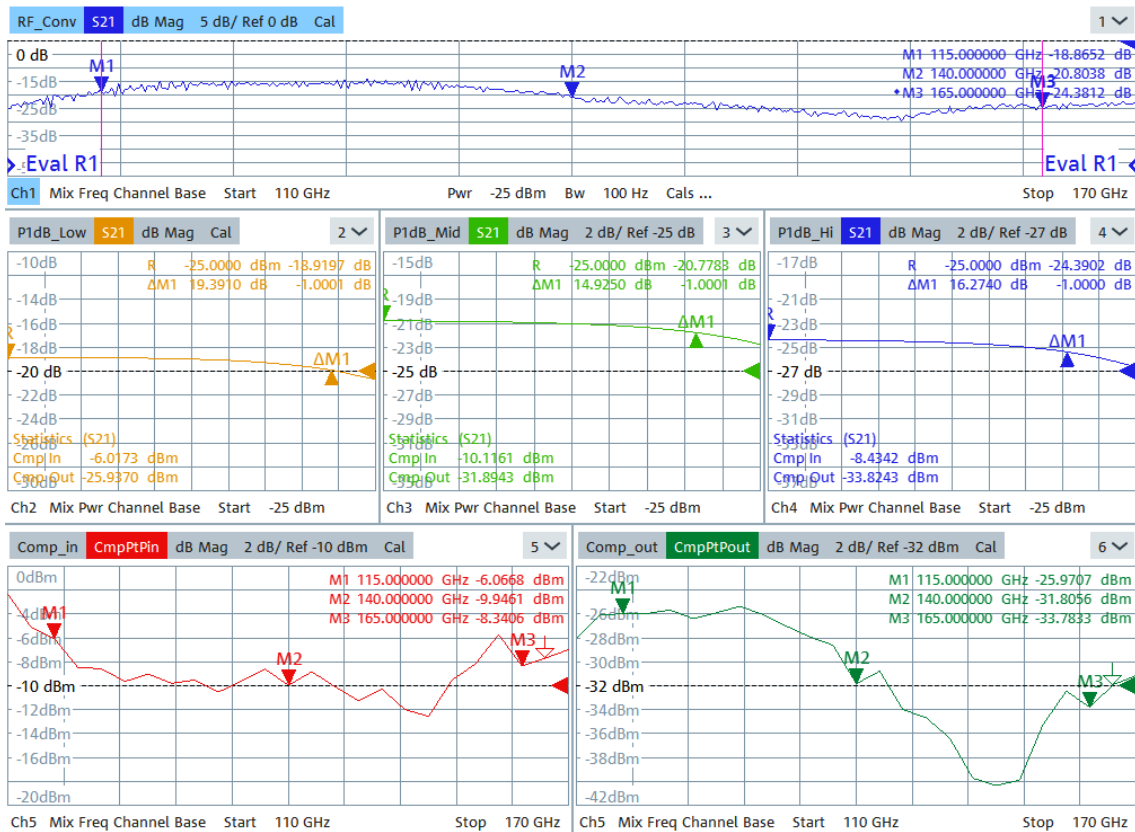 RF_Conv S21 dB Mag 5 dB/ Ref 0 dB Cal 1
0 dB
-15dB
-25dB
-35dB
M1 M2 M3
M1 115.000000 GHz -18.8652 dB
M2 140.000000 GHz -20.8038 dB
M3 165.000000 GHz -24.3812 dB
Eval R1 Eval R1
Ch1 Mix Freq Channel Base Start 110 GHz Pwr -25 dBm Bw 100 Hz Cals ... Stop 170 GHz
P1dB_Low S21 dB Mag Cal 2
-10dB
-14dB
-16dB
-18dB
-20 dB
-22dB
-24dB
R -25.0000 dBm -18.9197 dB
ΔM1 19.3910 dB -1.0001 dB
R
ΔM1
Statistics (S21)
Cmp In -6.0173 dBm
Cmp Out -25.9370 dBm
-30dB
Ch2 Mix Pwr Channel Base Start -25 dBm
P1dB_Mid S21 dB Mag 2 dB/ Ref -25 dB 3
-15dB
-19dB
-21dB
-23dB
-25 dB
-27dB
-29dB
R -25.0000 dBm -20.7783 dB
ΔM1 14.9250 dB -1.0001 dB
R
ΔM1
Statistics (S21)
Cmp In -10.1161 dBm
Cmp Out -31.8943 dBm
-35dB
Ch3 Mix Pwr Channel Base Start -25 dBm
P1dB_Hi S21 dB Mag 2 dB/ Ref -27 dB 4
-17dB
-21dB
-23dB
-25dB
-27 dB
-29dB
-31dB
R -25.0000 dBm -24.3902 dB
ΔM1 16.2740 dB -1.0000 dB
R
ΔM1
Statistics (S21)
Cmp In -8.4342 dBm
Cmp Out -33.8243 dBm
-37dB
Ch4 Mix Pwr Channel Base Start -25 dBm
Comp_in CmpPtPin dB Mag 2 dB/ Ref -10 dBm Cal 5
0dBm
-4dBm
-6dBm
-8dBm
-10 dBm
-12dBm
-14dBm
-16dBm
-20dBm
M1 M2 M3
M1 115.000000 GHz -6.0668 dBm
M2 140.000000 GHz -9.9461 dBm
M3 165.000000 GHz -8.3406 dBm
Ch5 Mix Freq Channel Base Start 110 GHz Stop 170 GHz
Comp_out CmpPtPout dB Mag 2 dB/ Ref -32 dBm Cal 6
-22dBm
-26dBm
-28dBm
-30dBm
-32 dBm
-34dBm
-36dBm
-38dBm
-42dBm
M1 M2 M3
M1 115.000000 GHz -25.9707 dBm
M2 140.000000 GHz -31.8056 dBm
M3 165.000000 GHz -33.7833 dBm
Ch5 Mix Freq Channel Base Start 110 GHz Stop 170 GHz